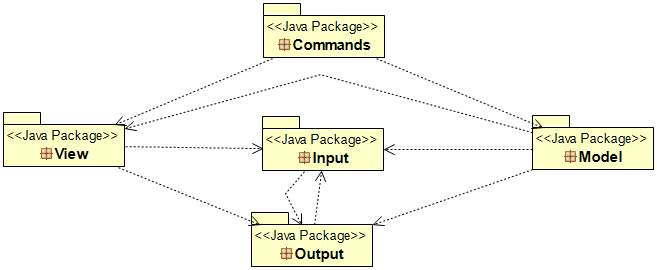 <<Java Package>>
Commands
<<Java Package>>
View
<<Java Package>>
Input
<<Java Package>>
Model
<<Java Package>>
Output